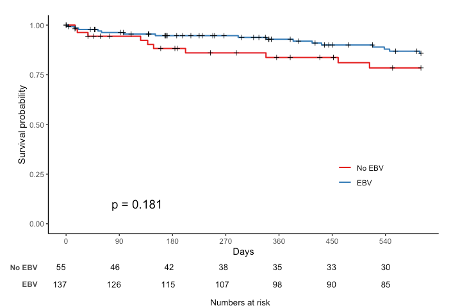 1.00
0.75
0.50
0.25
0.00
Survival probability
No EBV
EBV
p = 0.181
0 90 180 270 360 450 540
Days
No EBV 55 46 42 38 35 33 30
EBV 137 126 115 107 98 90 85
Numbers at risk